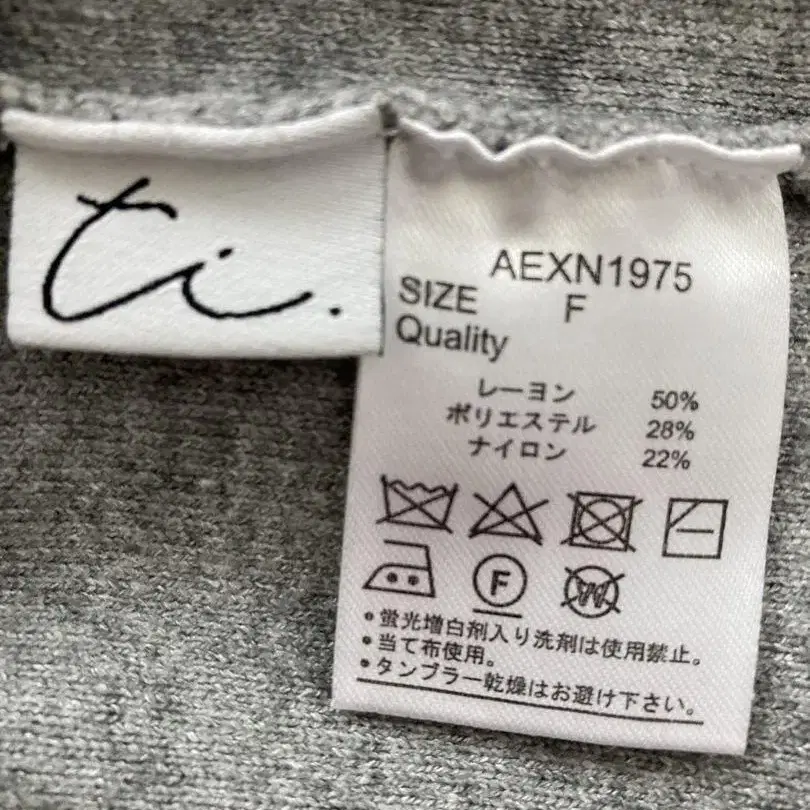 ti.
AEXN1975
SIZE F
Quality
レーヨン 50%
ポリエステル 28%
ナイロン 22%
F
W
・蛍光増白剤入り洗剤は使用禁止。
・当て布使用。
・タンブラー乾燥はお避け下さい。